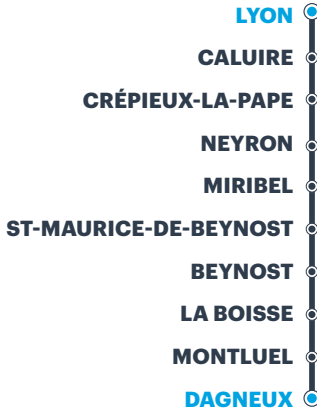 LYON
CALUIRE
CRÉPIEUX-LA-PAPE
NEYRON
MIRIBEL
ST-MAURICE-DE-BEYNOST
BEYNOST
LA BOISSE
MONTLUEL
DAGNEUX